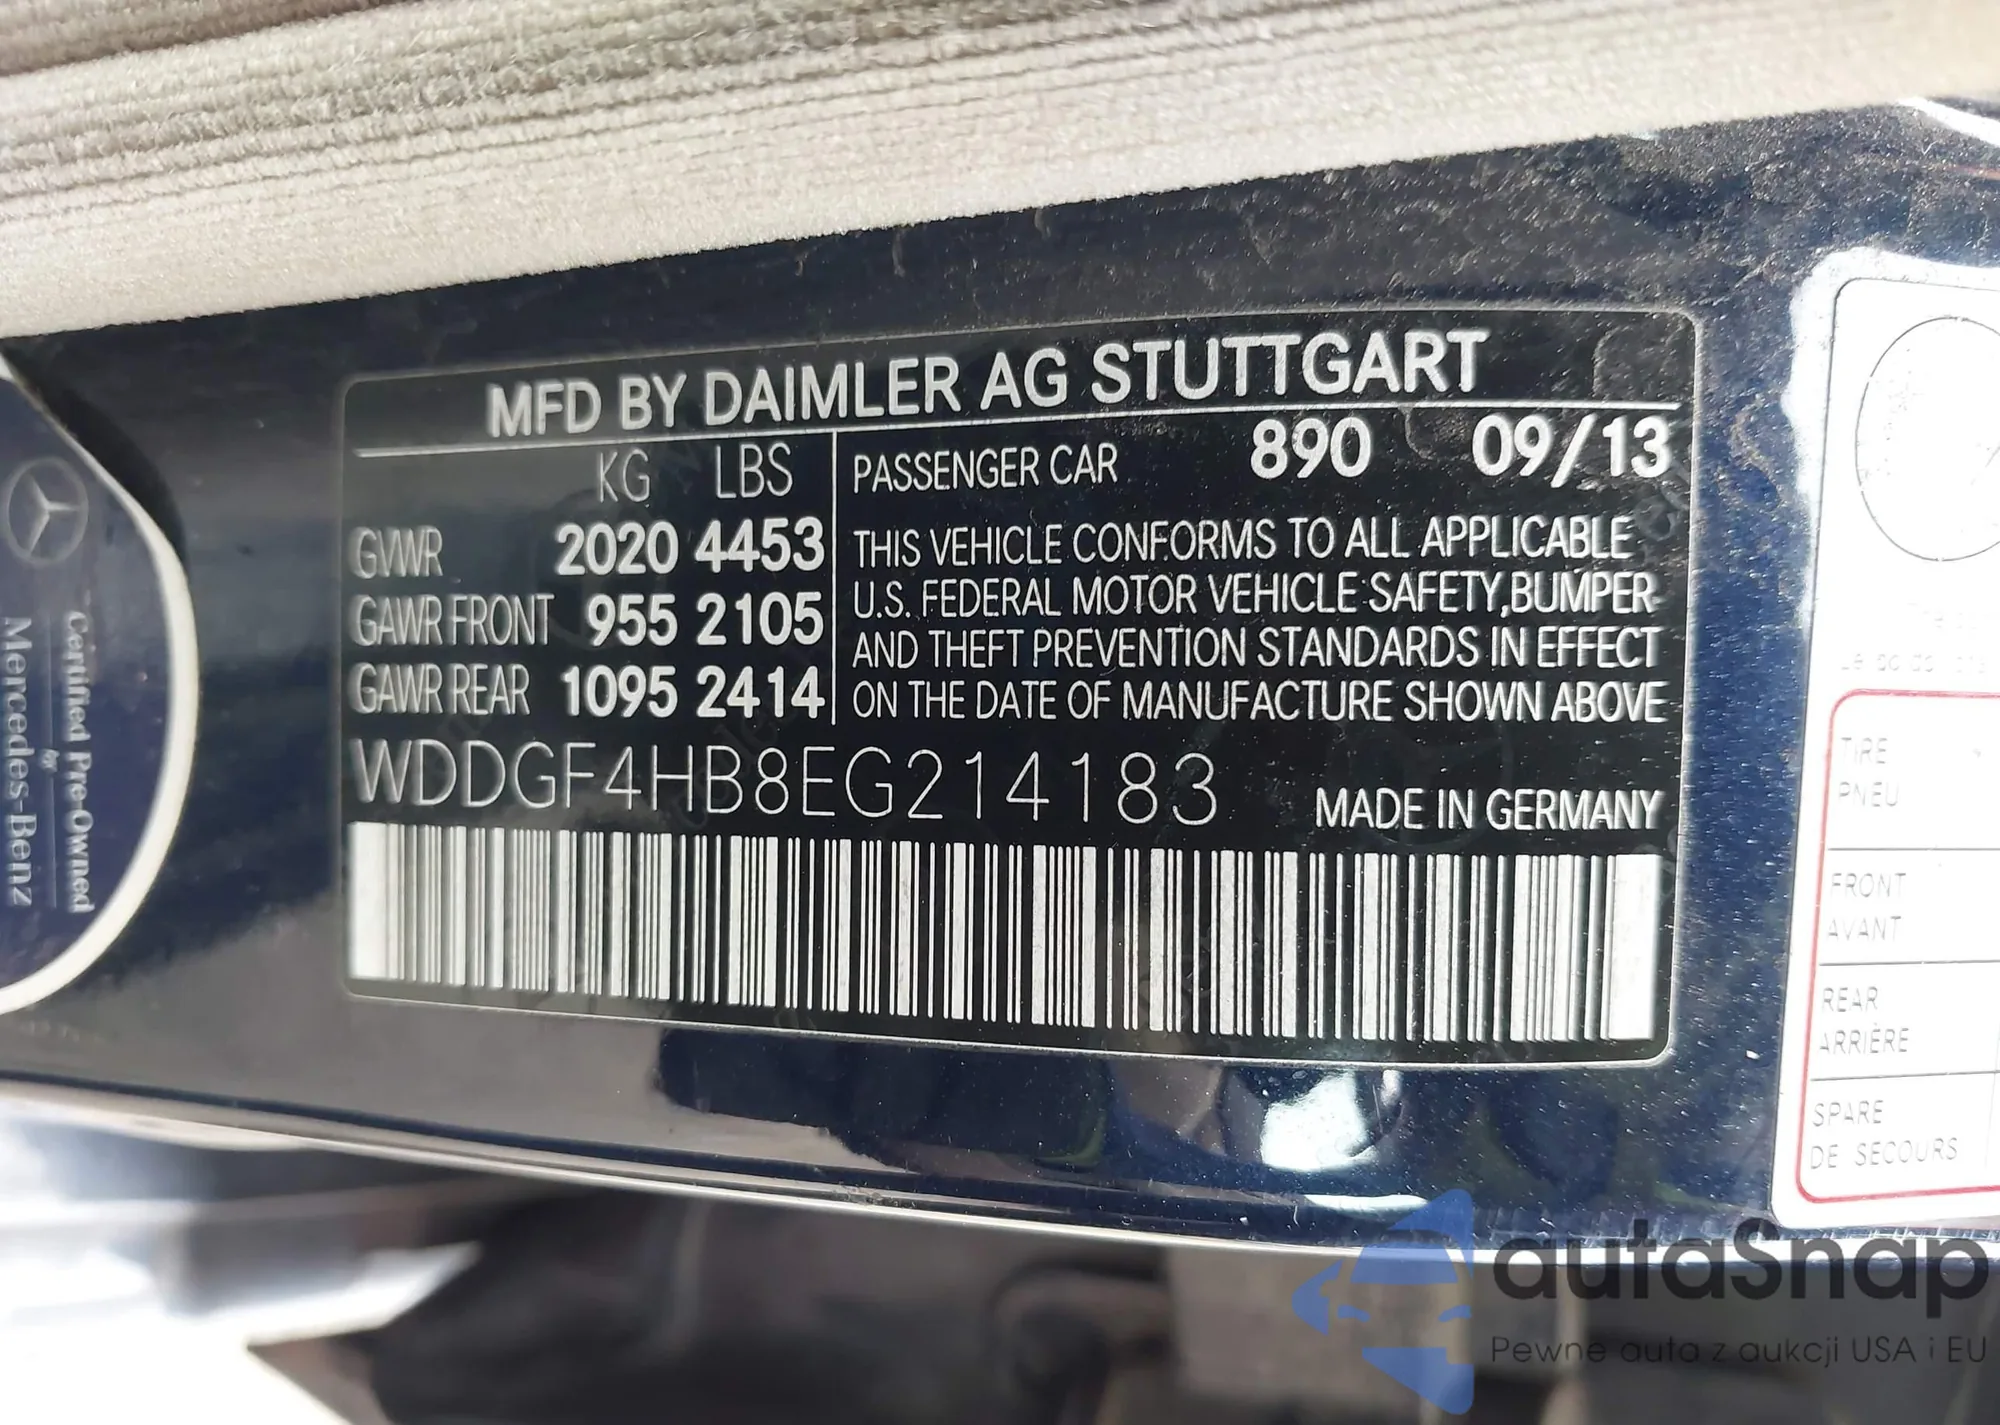 MFD BY DAIMLER AG STUTTGART
KG LBS
GVWR 2020 4453
GAWR FRONT 955 2105
GAWR REAR 1095 2414
PASSENGER CAR 890 09/13
THIS VEHICLE CONFORMS TO ALL APPLICABLE
U.S. FEDERAL MOTOR VEHICLE SAFETY,BUMPER
AND THEFT PREVENTION STANDARDS IN EFFECT
ON THE DATE OF MANUFACTURE SHOWN ABOVE
WDDGF4HB8EG214183
MADE IN GERMANY
Certified Pre-Owned
by
Mercedes-Benz
TIRE
PNEU
FRONT
AVANT
REAR
ARRIÈRE
SPARE
DE SECOURS
autaSnap
Pewne auta z aukcji USA i EU